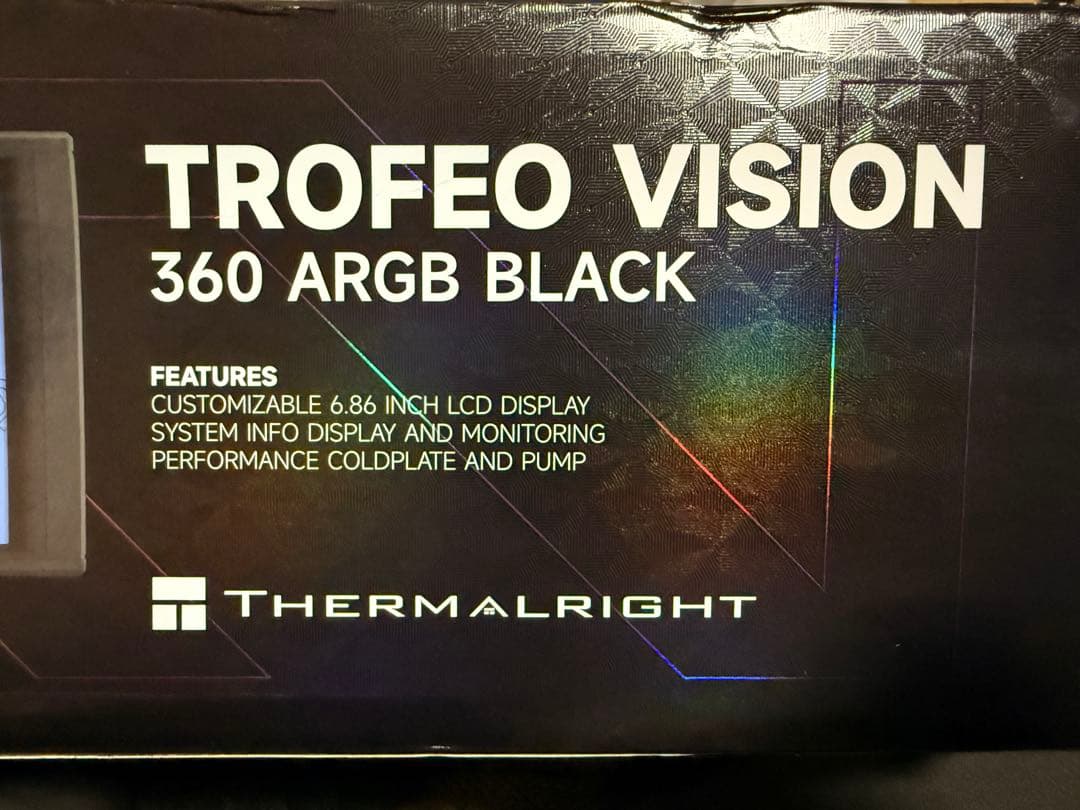 TROFEO VISION
360 ARGB BLACK
FEATURES
CUSTOMIZABLE 6.86 INCH LCD DISPLAY
SYSTEM INFO DISPLAY AND MONITORING
PERFORMANCE COLDPLATE AND PUMP
THERMALRIGHT